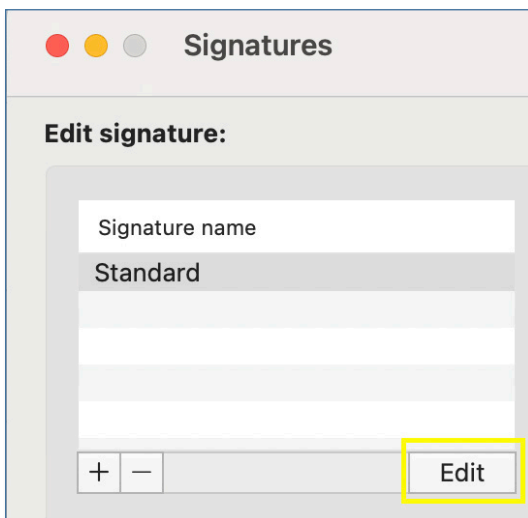 Signatures
Edit signature:
Signature name
Standard
+ − Edit